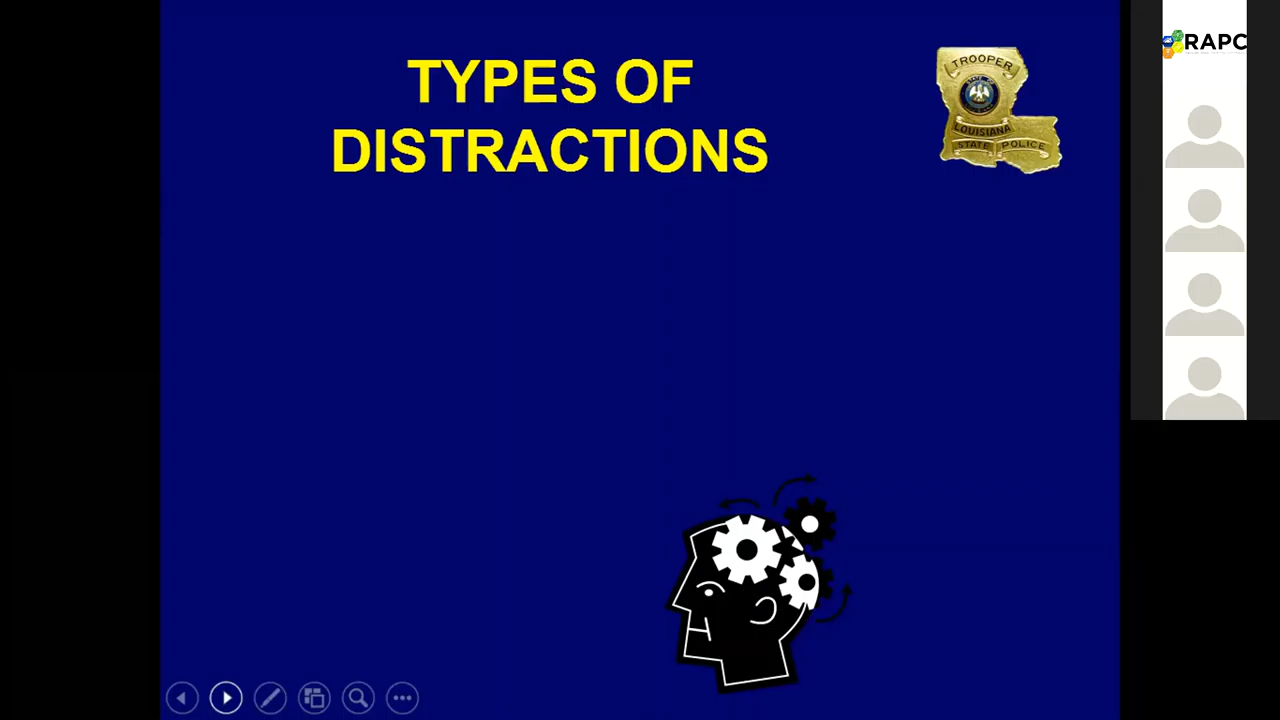 TYPES OF
DISTRACTIONS
TROOPER
LOUISIANA
STATE POLICE
RAPC